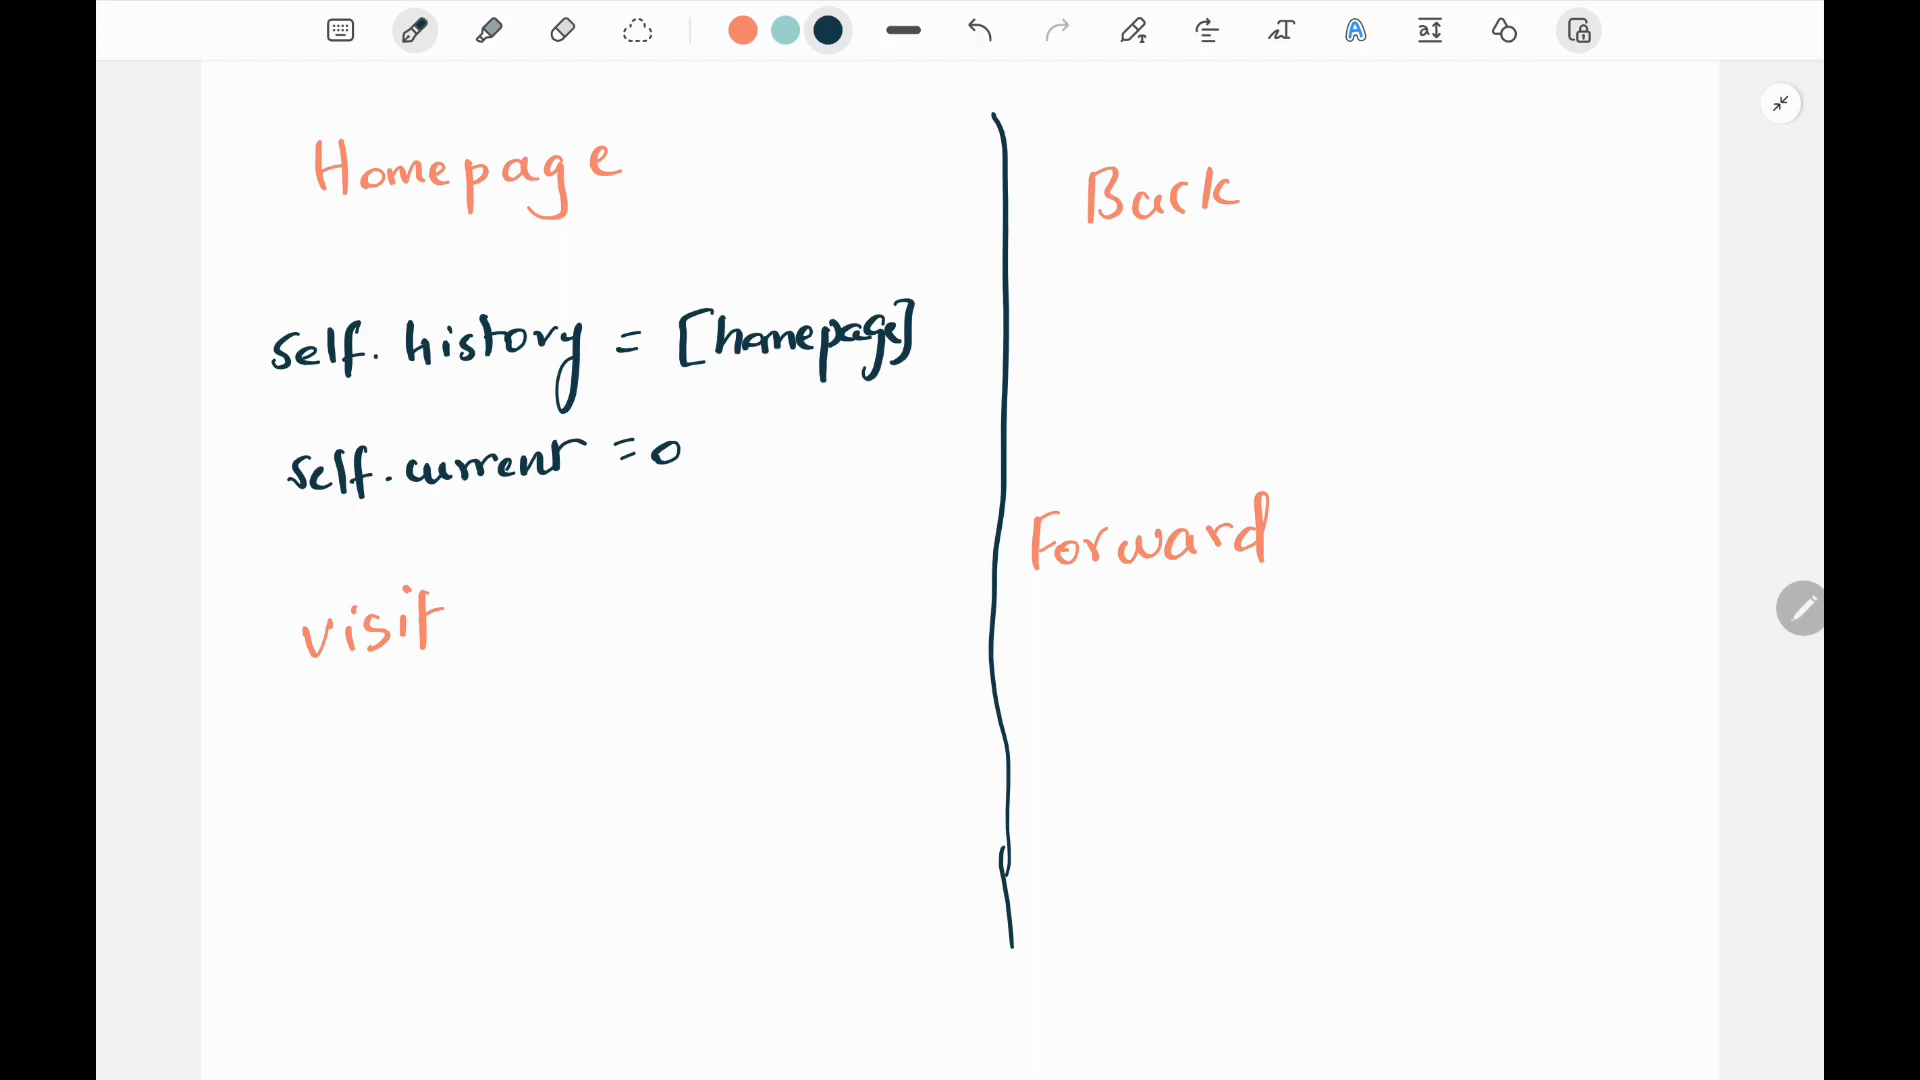 Homepage
self.history = [homepage]
self.current = 0
visit
Back
Forward